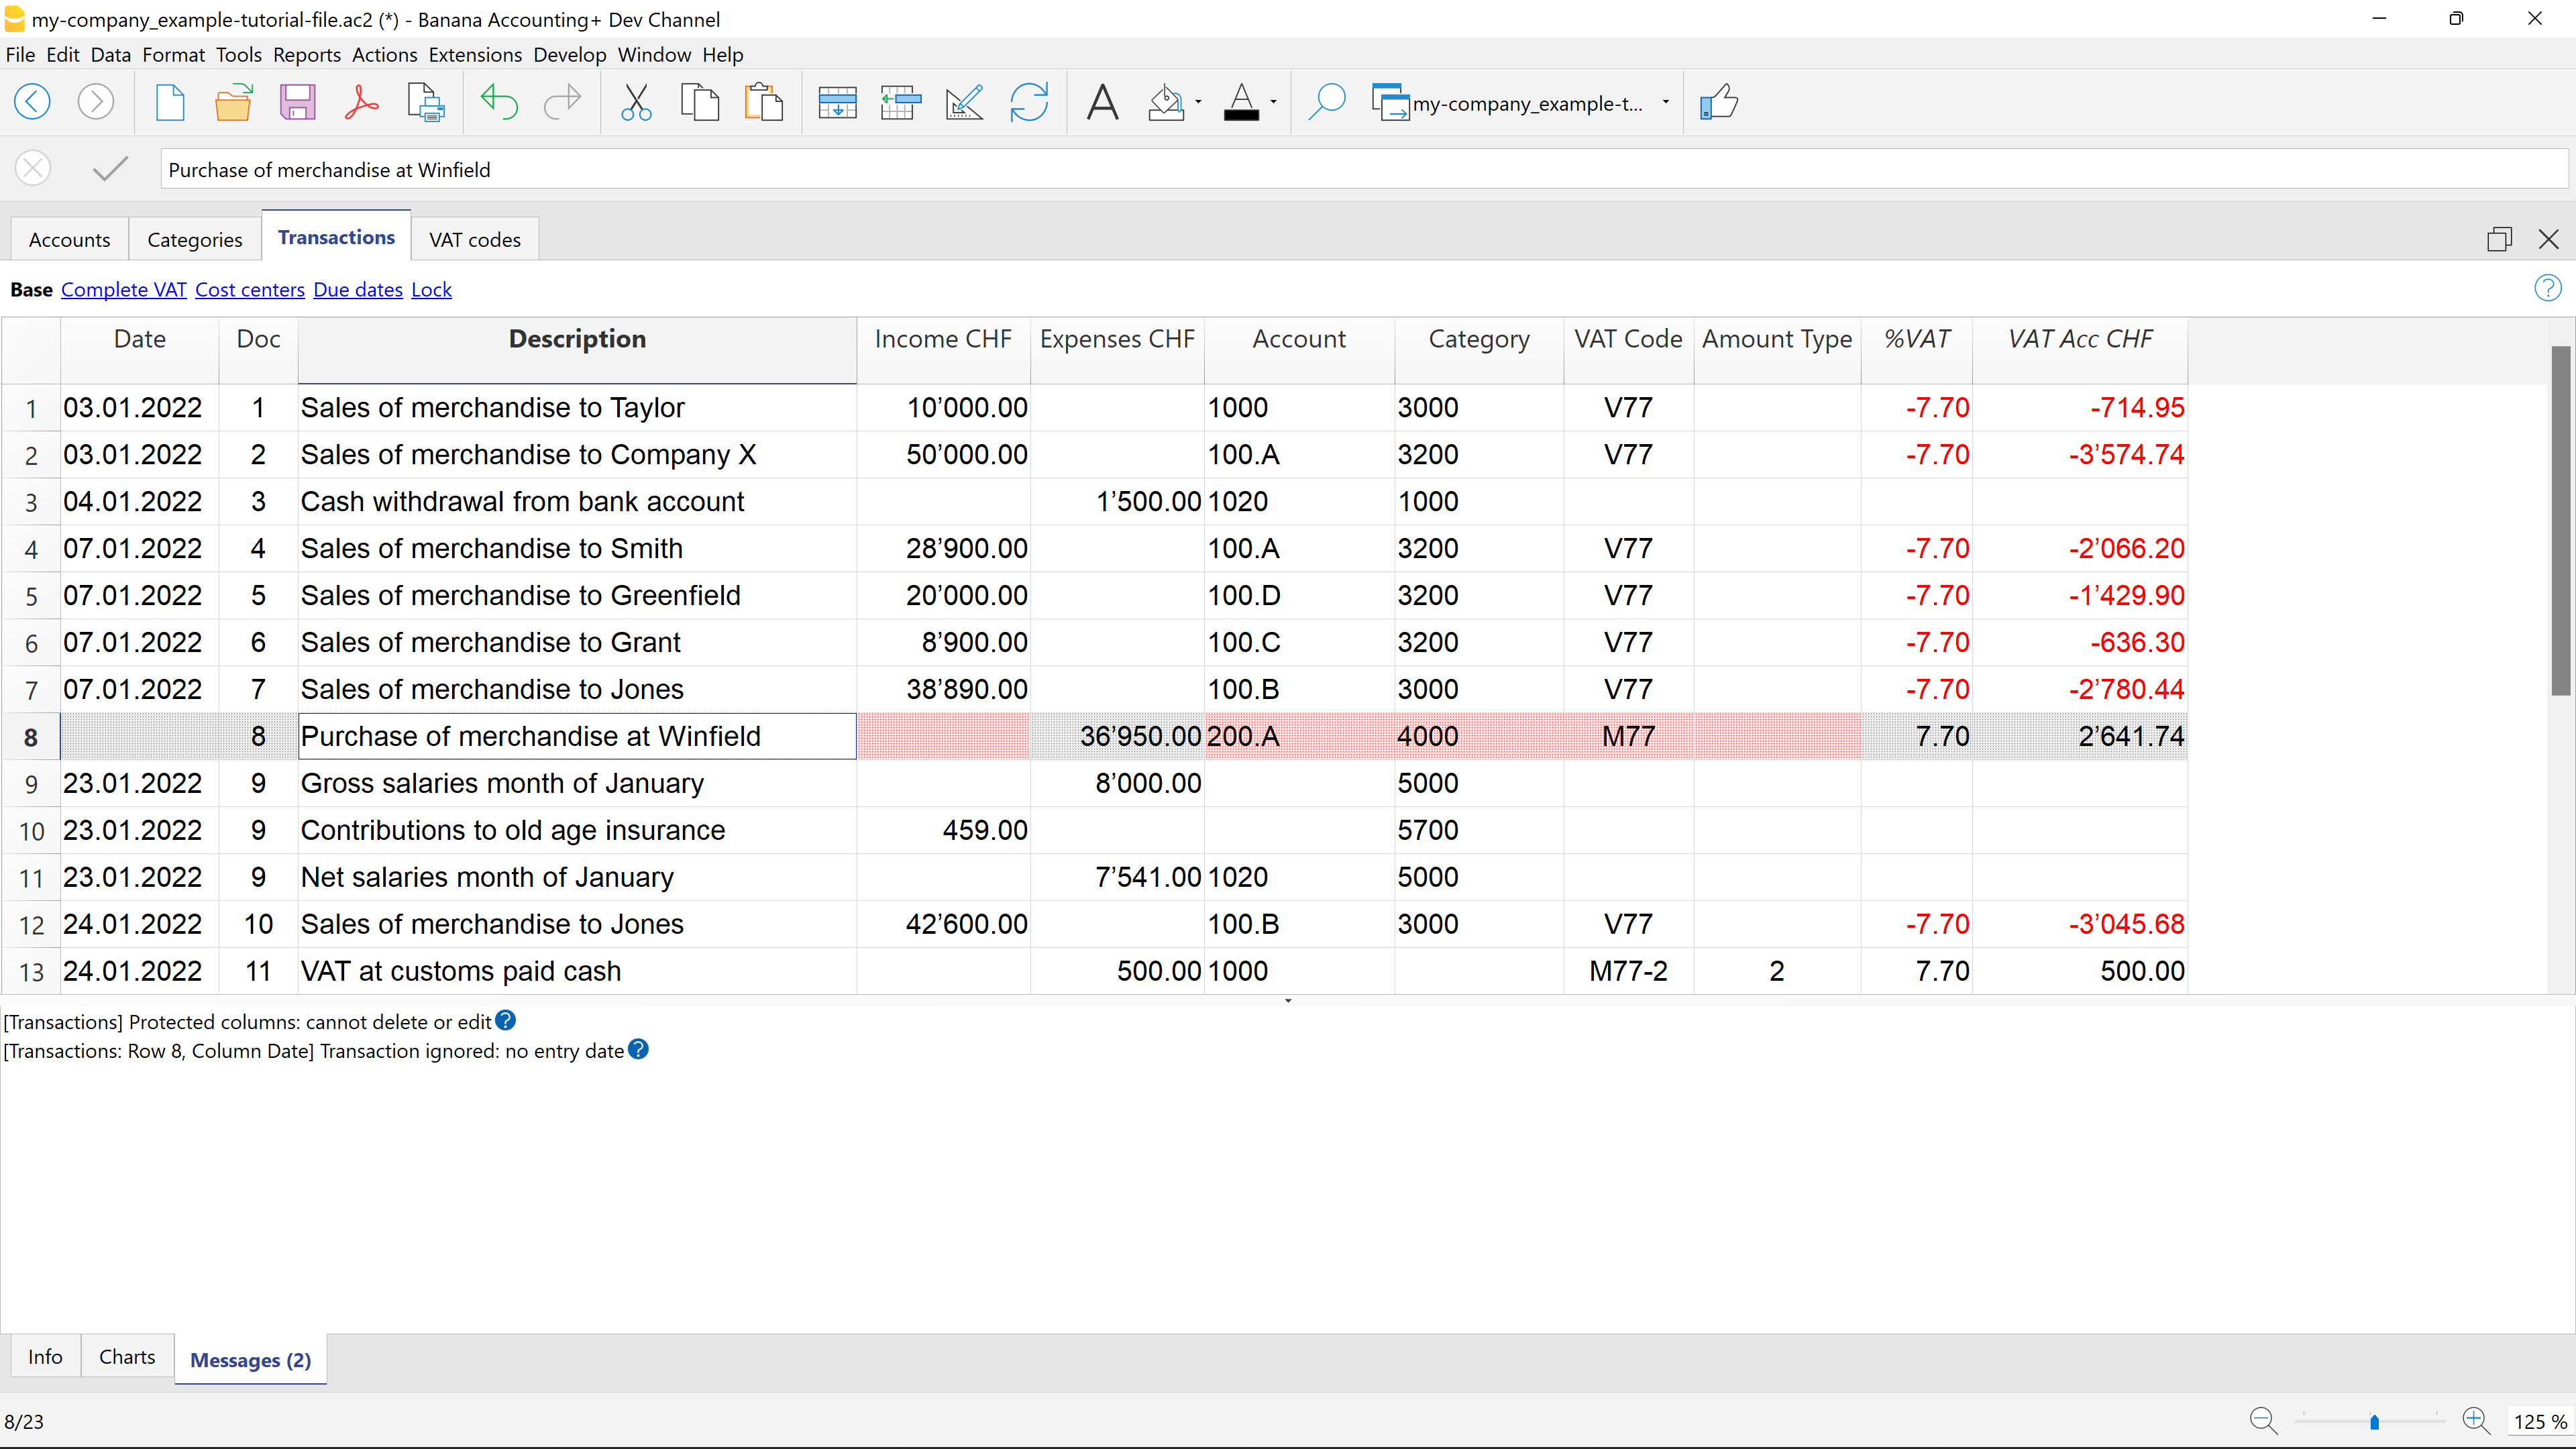 my-company_example-tutorial-file.ac2 (*) - Banana Accounting+ Dev Channel
File Edit Data Format Tools Reports Actions Extensions Develop Window Help
my-company_example-t...
Purchase of merchandise at Winfield
Accounts Categories Transactions VAT codes
Base Complete VAT Cost centers Due dates Lock
Date Doc Description Income CHF Expenses CHF Account Category VAT Code Amount Type %VAT VAT Acc CHF
1 03.01.2022 1 Sales of merchandise to Taylor 10’000.00 1000 3000 V77 -7.70 -714.95
2 03.01.2022 2 Sales of merchandise to Company X 50’000.00 100.A 3200 V77 -7.70 -3’574.74
3 04.01.2022 3 Cash withdrawal from bank account 1’500.00 1020 1000
4 07.01.2022 4 Sales of merchandise to Smith 28’900.00 100.A 3200 V77 -7.70 -2’066.20
5 07.01.2022 5 Sales of merchandise to Greenfield 20’000.00 100.D 3200 V77 -7.70 -1’429.90
6 07.01.2022 6 Sales of merchandise to Grant 8’900.00 100.C 3200 V77 -7.70 -636.30
7 07.01.2022 7 Sales of merchandise to Jones 38’890.00 100.B 3000 V77 -7.70 -2’780.44
8 8 Purchase of merchandise at Winfield 36’950.00 200.A 4000 M77 7.70 2’641.74
9 23.01.2022 9 Gross salaries month of January 8’000.00 5000
10 23.01.2022 9 Contributions to old age insurance 459.00 5700
11 23.01.2022 9 Net salaries month of January 7’541.00 1020 5000
12 24.01.2022 10 Sales of merchandise to Jones 42’600.00 100.B 3000 V77 -7.70 -3’045.68
13 24.01.2022 11 VAT at customs paid cash 500.00 1000 M77-2 2 7.70 500.00
[Transactions] Protected columns: cannot delete or edit
[Transactions: Row 8, Column Date] Transaction ignored: no entry date
Info Charts Messages (2)
8/23 125 %